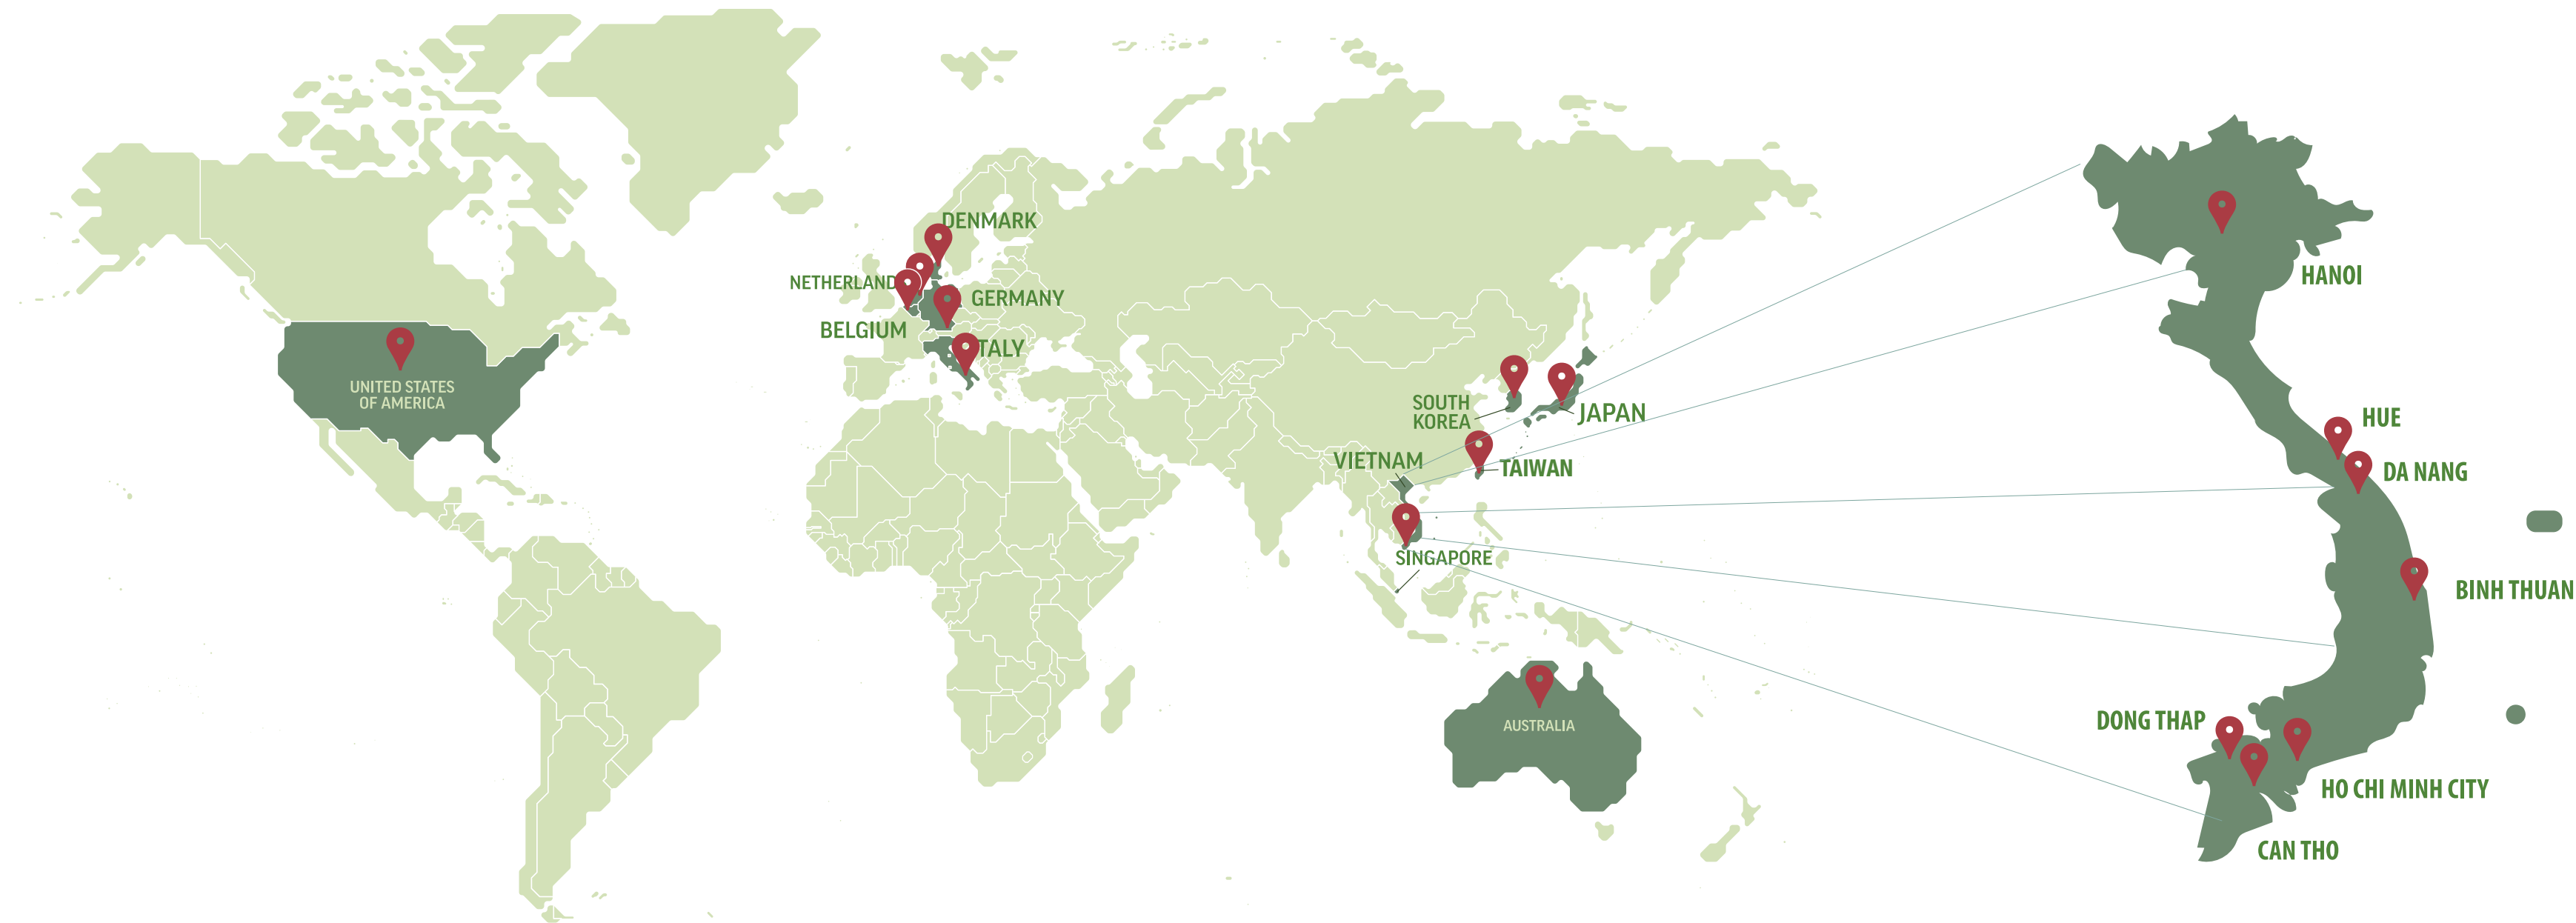 DENMARK
NETHERLAND
GERMANY
BELGIUM
TALY
UNITED STATES
OF AMERICA
SOUTH
KOREA
JAPAN
VIETNAM
TAIWAN
SINGAPORE
AUSTRALIA
HANOI
HUE
DA NANG
BINH THUAN
DONG THAP
HO CHI MINH CITY
CAN THO